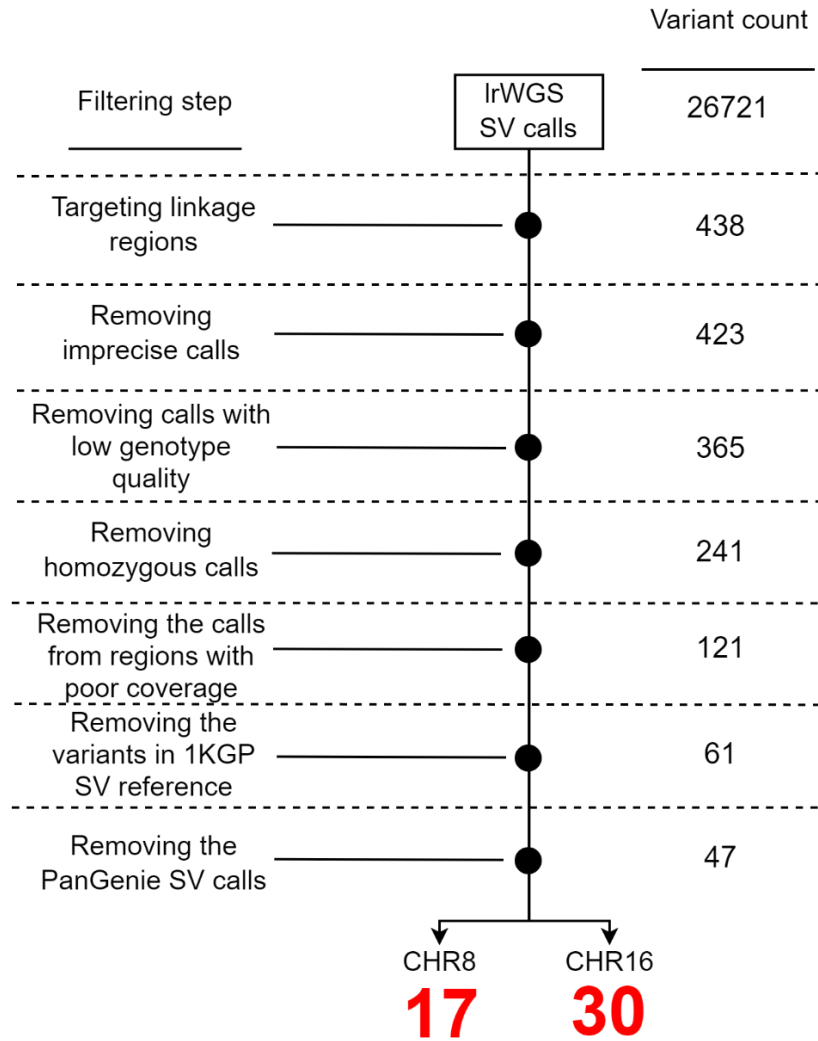 Variant count
Filtering step
lrWGS
SV calls
26721
Targeting linkage
regions
438
Removing
imprecise calls
423
Removing calls with
low genotype
quality
365
Removing
homozygous calls
241
Removing the calls
from regions with
poor coverage
121
Removing the
variants in 1KGP
SV reference
61
Removing the
PanGenie SV calls
47
CHR8
CHR16
17
30